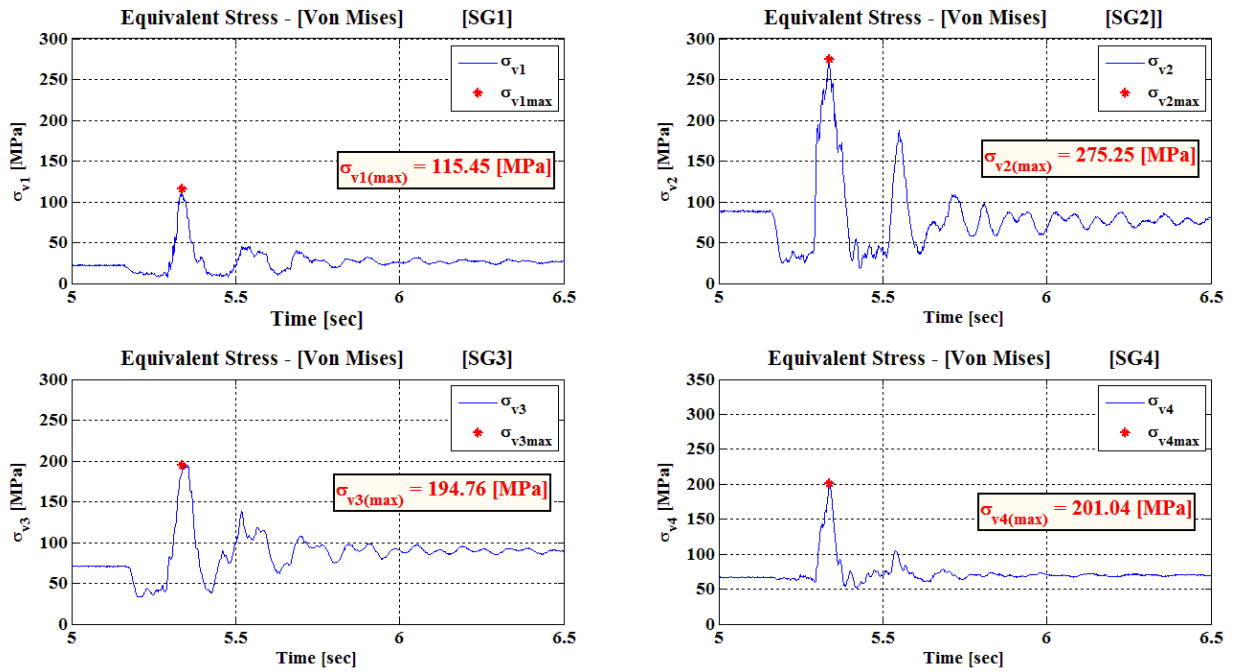 Equivalent Stress - [Von Mises] [SG1]
300
250
200
150
100
50
0
σv1 [MPa]
σv1
σv1max
σv1(max) = 115.45 [MPa]
5 5.5 6 6.5
Time [sec]
Equivalent Stress - [Von Mises] [SG2]]
300
250
200
150
100
50
0
σv2 [MPa]
σv2
σv2max
σv2(max) = 275.25 [MPa]
5 5.5 6 6.5
Time [sec]
Equivalent Stress - [Von Mises] [SG3]
300
250
200
150
100
50
0
σv3 [MPa]
σv3
σv3max
σv3(max) = 194.76 [MPa]
5 5.5 6 6.5
Time [sec]
Equivalent Stress - [Von Mises] [SG4]
350
300
250
200
150
100
50
0
σv4 [MPa]
σv4
σv4max
σv4(max) = 201.04 [MPa]
5 5.5 6 6.5
Time [sec]